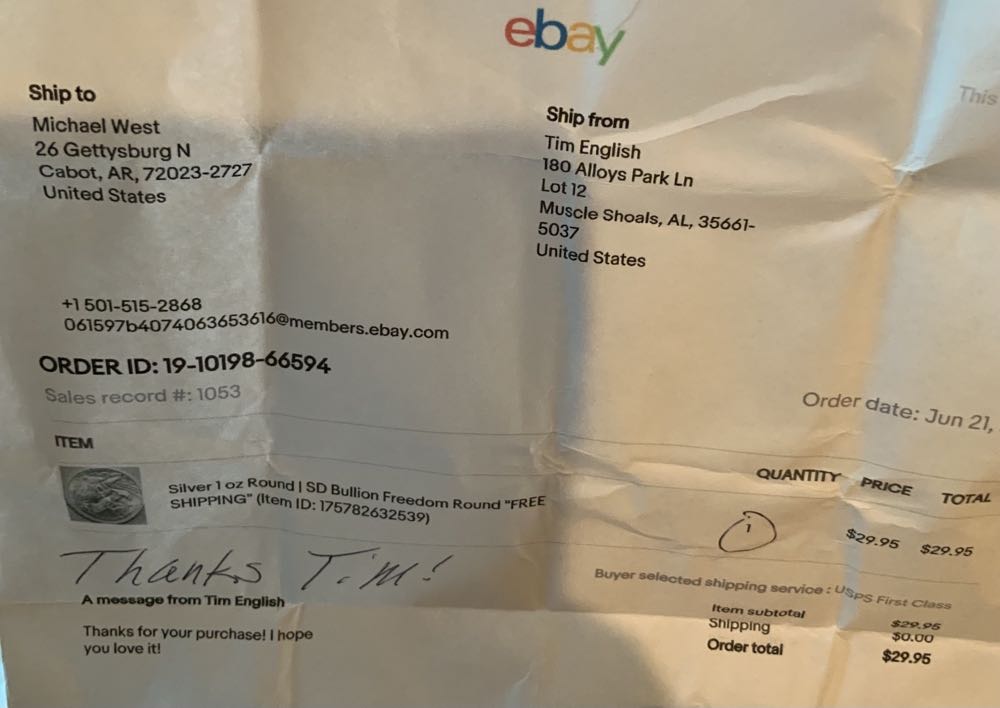 ebay
This
Ship to
Michael West
26 Gettysburg N
Cabot, AR, 72023-2727
United States
Ship from
Tim English
180 Alloys Park Ln
Lot 12
Muscle Shoals, AL, 35661-
5037
United States
+1 501-515-2868
061597b4074063653616@members.ebay.com
ORDER ID: 19-10198-66594
Sales record #: 1053
Order date: Jun 21,
ITEM
QUANTITY PRICE TOTAL
Silver 1 oz Round | SD Bullion Freedom Round "FREE
SHIPPING" (Item ID: 175782632539)
1 $29.95 $29.95
Thanks Tim!
Buyer selected shipping service : USPS First Class
A message from Tim English
Thanks for your purchase! I hope
you love it!
Item subtotal $29.95
Shipping $0.00
Order total $29.95